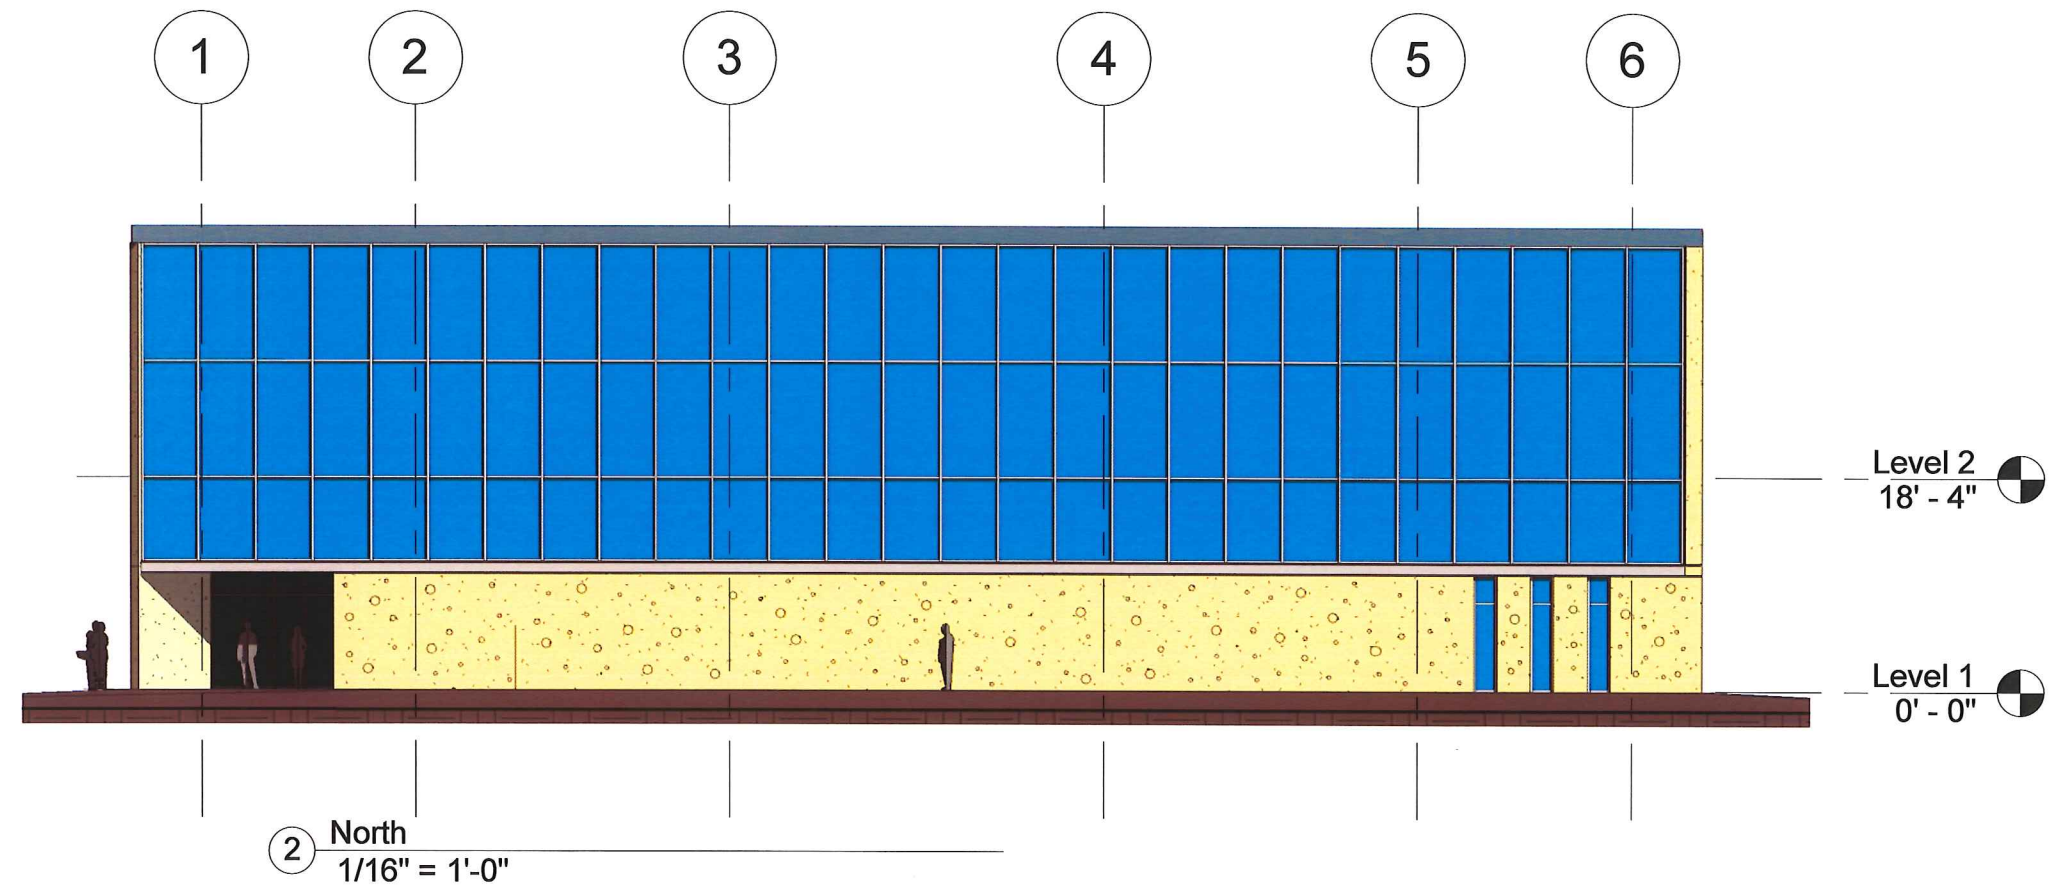 1 2 3 4 5 6
Level 2
18' - 4"
Level 1
0' - 0"
2 North
1/16" = 1'-0"